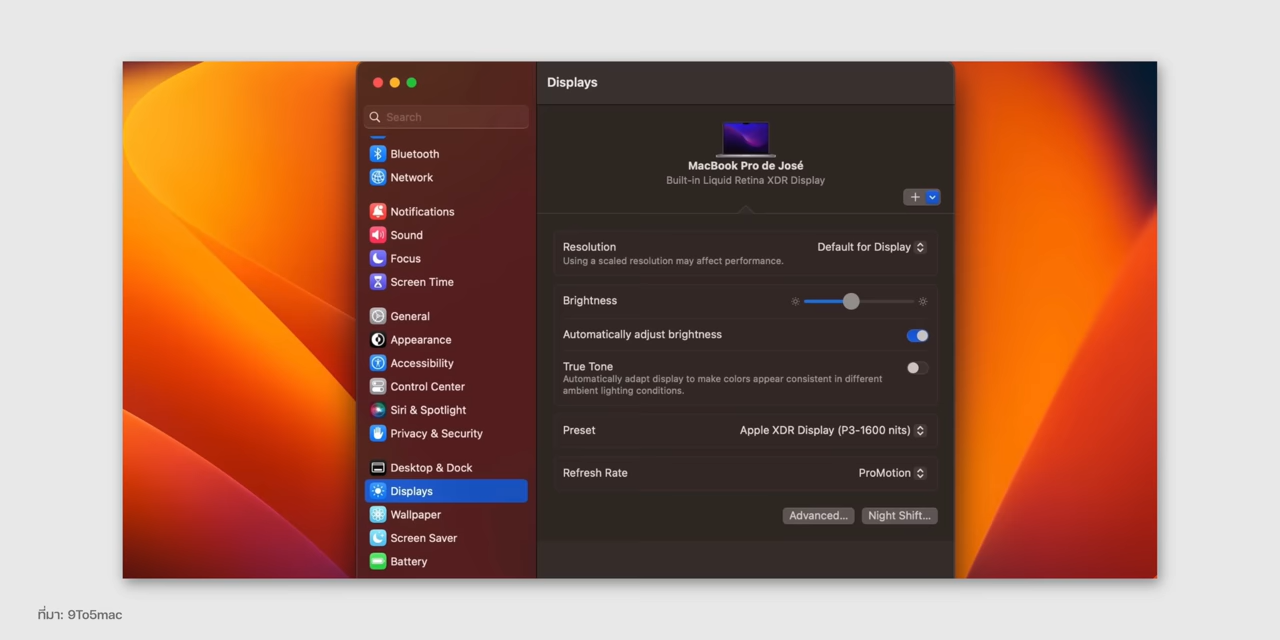 Displays
Search
Bluetooth
Network
Notifications
Sound
Focus
Screen Time
General
Appearance
Accessibility
Control Center
Siri & Spotlight
Privacy & Security
Desktop & Dock
Displays
Wallpaper
Screen Saver
Battery
MacBook Pro de José
Built-in Liquid Retina XDR Display
Resolution
Default for Display
Using a scaled resolution may affect performance.
Brightness
Automatically adjust brightness
True Tone
Automatically adapt display to make colors appear consistent in different
ambient lighting conditions.
Preset
Apple XDR Display (P3-1600 nits)
Refresh Rate
ProMotion
Advanced...
Night Shift...
ที่มา: 9To5mac